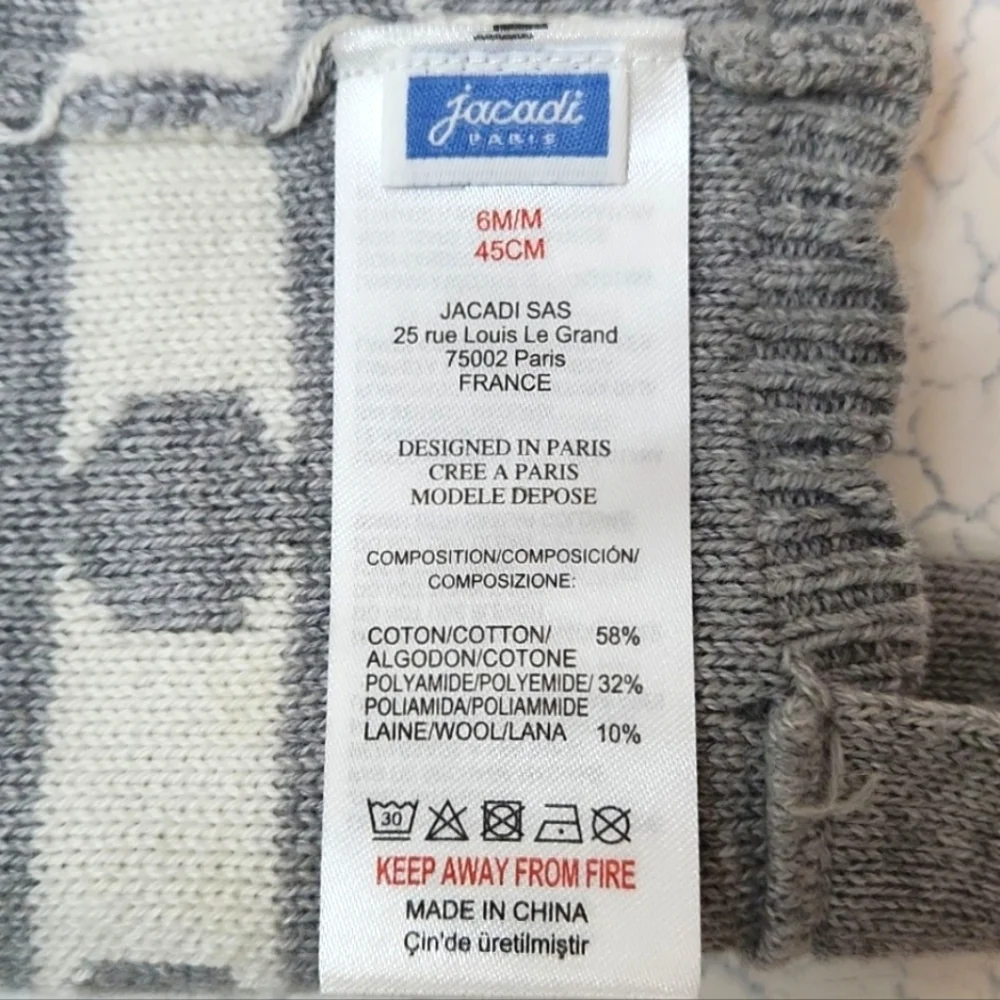 jacadi
PARIS
6M/M
45CM
JACADI SAS
25 rue Louis Le Grand
75002 Paris
FRANCE
DESIGNED IN PARIS
CREE A PARIS
MODELE DEPOSE
COMPOSITION/COMPOSICIÓN/
COMPOSIZIONE:
COTON/COTTON/ 58%
ALGODON/COTONE
POLYAMIDE/POLYEMIDE/ 32%
POLIAMIDA/POLIAMMIDE
LAINE/WOOL/LANA 10%
30
KEEP AWAY FROM FIRE
MADE IN CHINA
Çin'de üretilmiştir